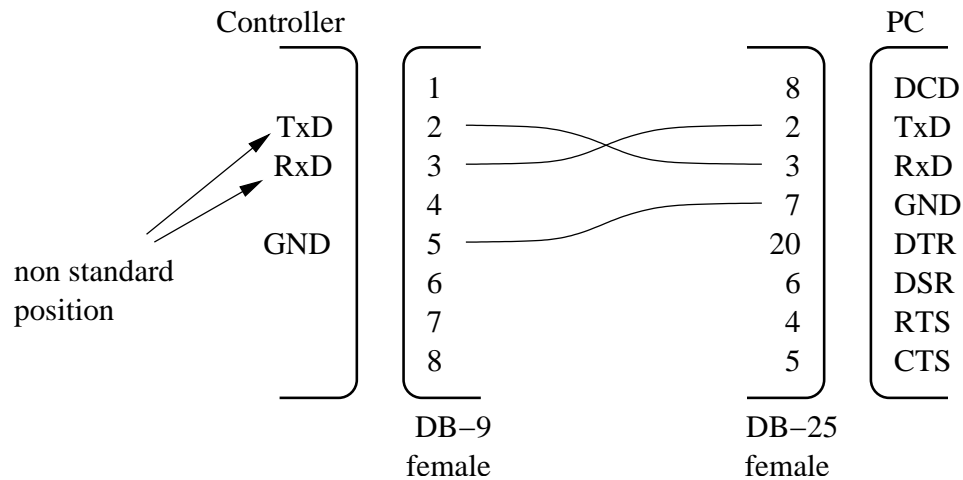 Controller PC
1 8 DCD
TxD 2 2 TxD
RxD 3 3 RxD
4 7 GND
GND 5 20 DTR
non standard 6 6 DSR
position 7 4 RTS
8 5 CTS
DB−9 DB−25
female female